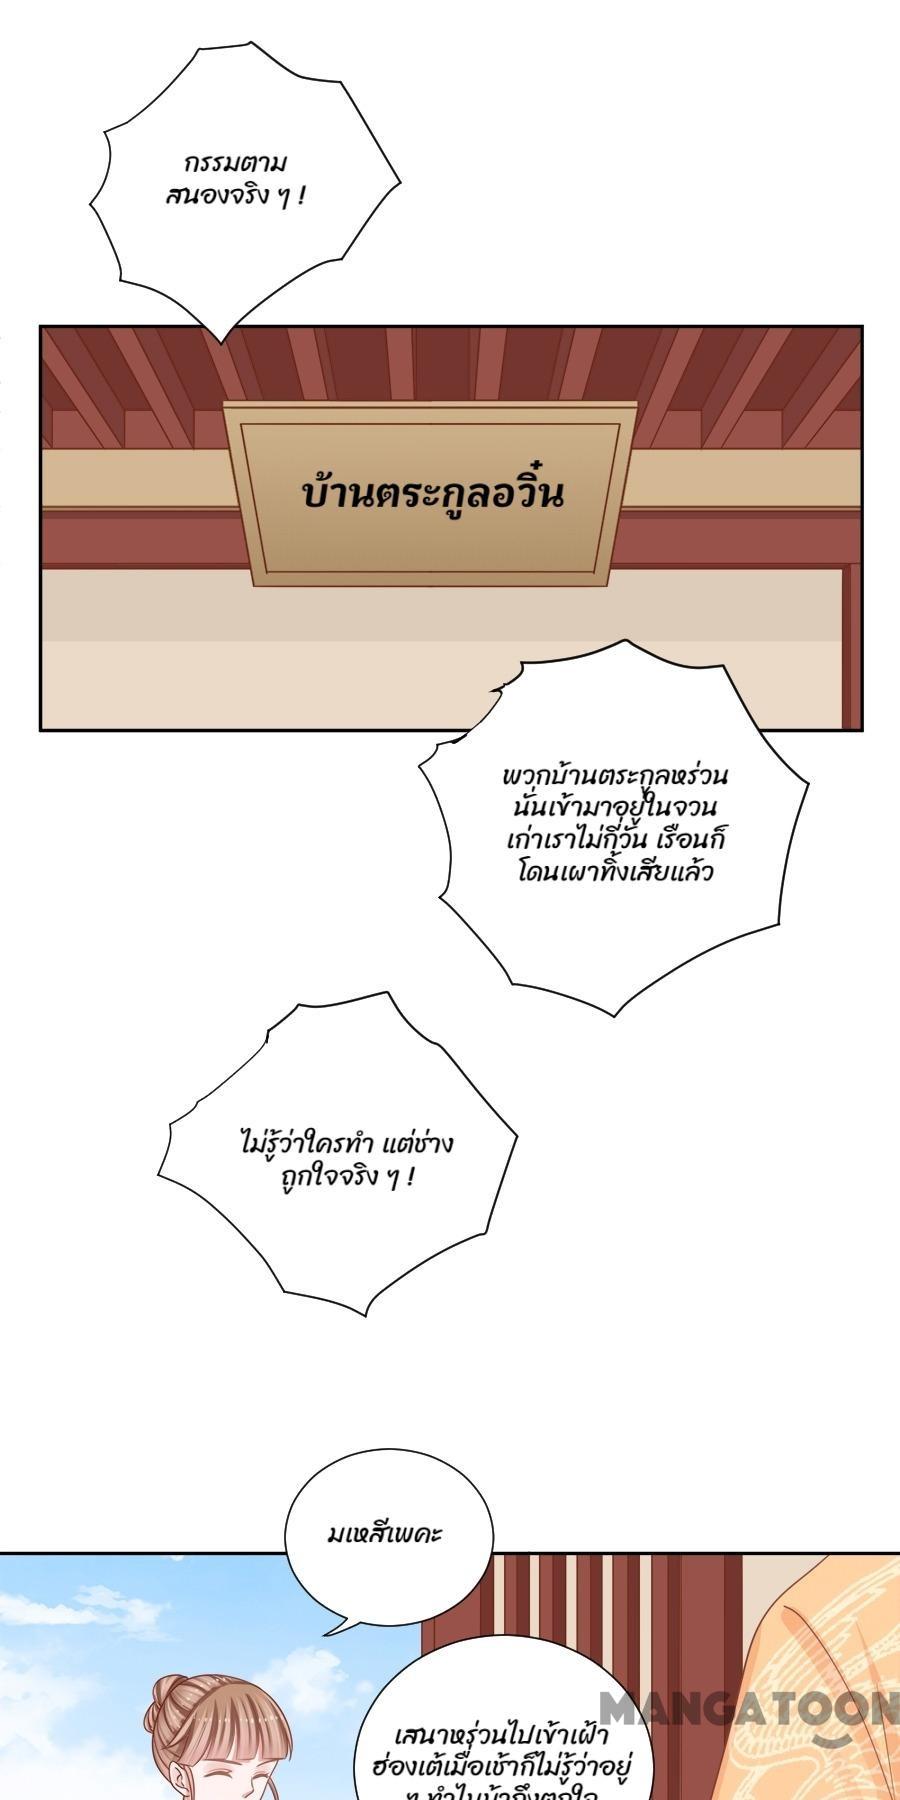 กรรมตาม
สนองจริง ๆ !
บ้านตระกูลอวิ๋น
พวกบ้านตระกูลหร่วน
นั่นเข้ามาอยู่ในจวน
เก่าเราไม่กี่วัน เรือนก็
โดนเผาทิ้งเสียแล้ว
ไม่รู้ว่าใครทำ แต่ช่าง
ถูกใจจริง ๆ !
มเหสีเพคะ
MANGATOON
เสนาหร่วนไปเข้าเฝ้า
ฮ่องเต้เมื่อเช้าก็ไม่รู้ว่าอยู่
ๆ ทำไมม้าถึงตกใจ